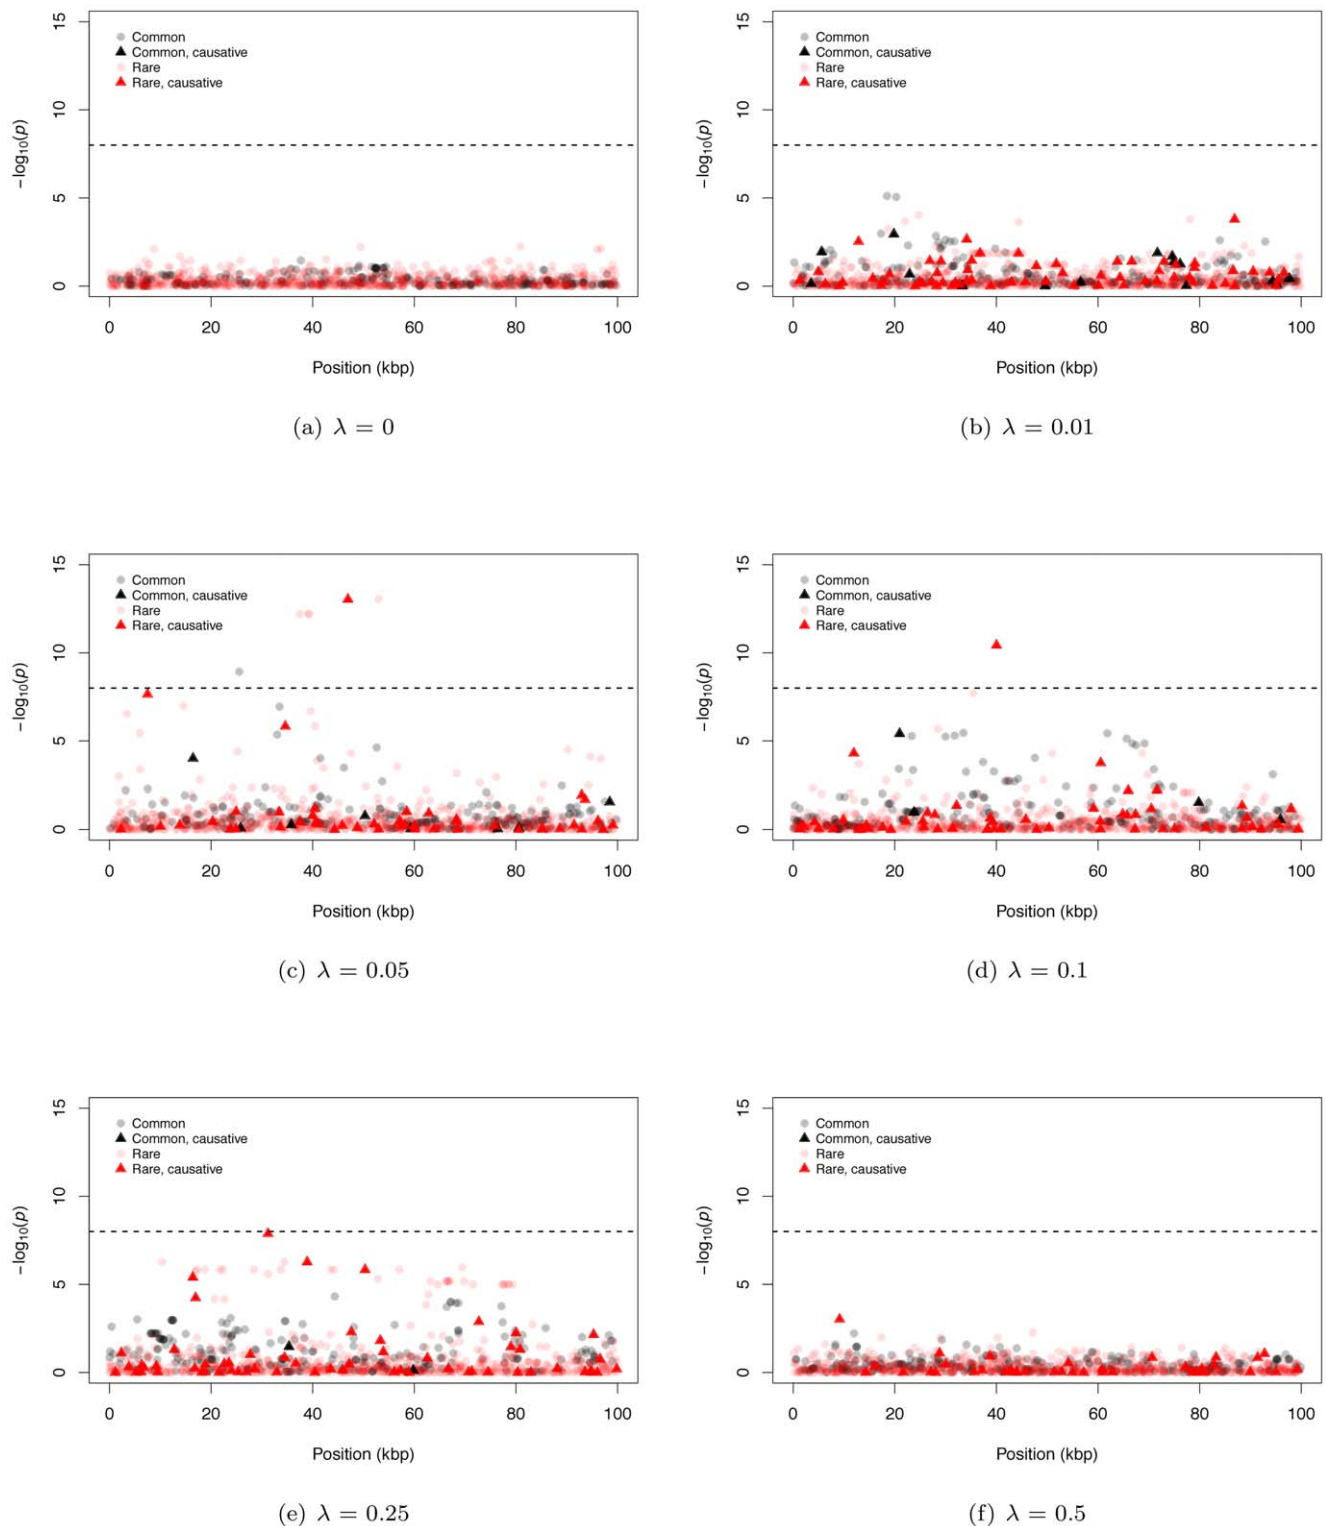 15
10
5
0
−log10(p)
Common
Common, causative
Rare
Rare, causative
0 20 40 60 80 100
Position (kbp)
(a) λ = 0
15
10
5
0
−log10(p)
Common
Common, causative
Rare
Rare, causative
0 20 40 60 80 100
Position (kbp)
(b) λ = 0.01
15
10
5
0
−log10(p)
Common
Common, causative
Rare
Rare, causative
0 20 40 60 80 100
Position (kbp)
(c) λ = 0.05
15
10
5
0
−log10(p)
Common
Common, causative
Rare
Rare, causative
0 20 40 60 80 100
Position (kbp)
(d) λ = 0.1
15
10
5
0
−log10(p)
Common
Common, causative
Rare
Rare, causative
0 20 40 60 80 100
Position (kbp)
(e) λ = 0.25
15
10
5
0
−log10(p)
Common
Common, causative
Rare
Rare, causative
0 20 40 60 80 100
Position (kbp)
(f) λ = 0.5